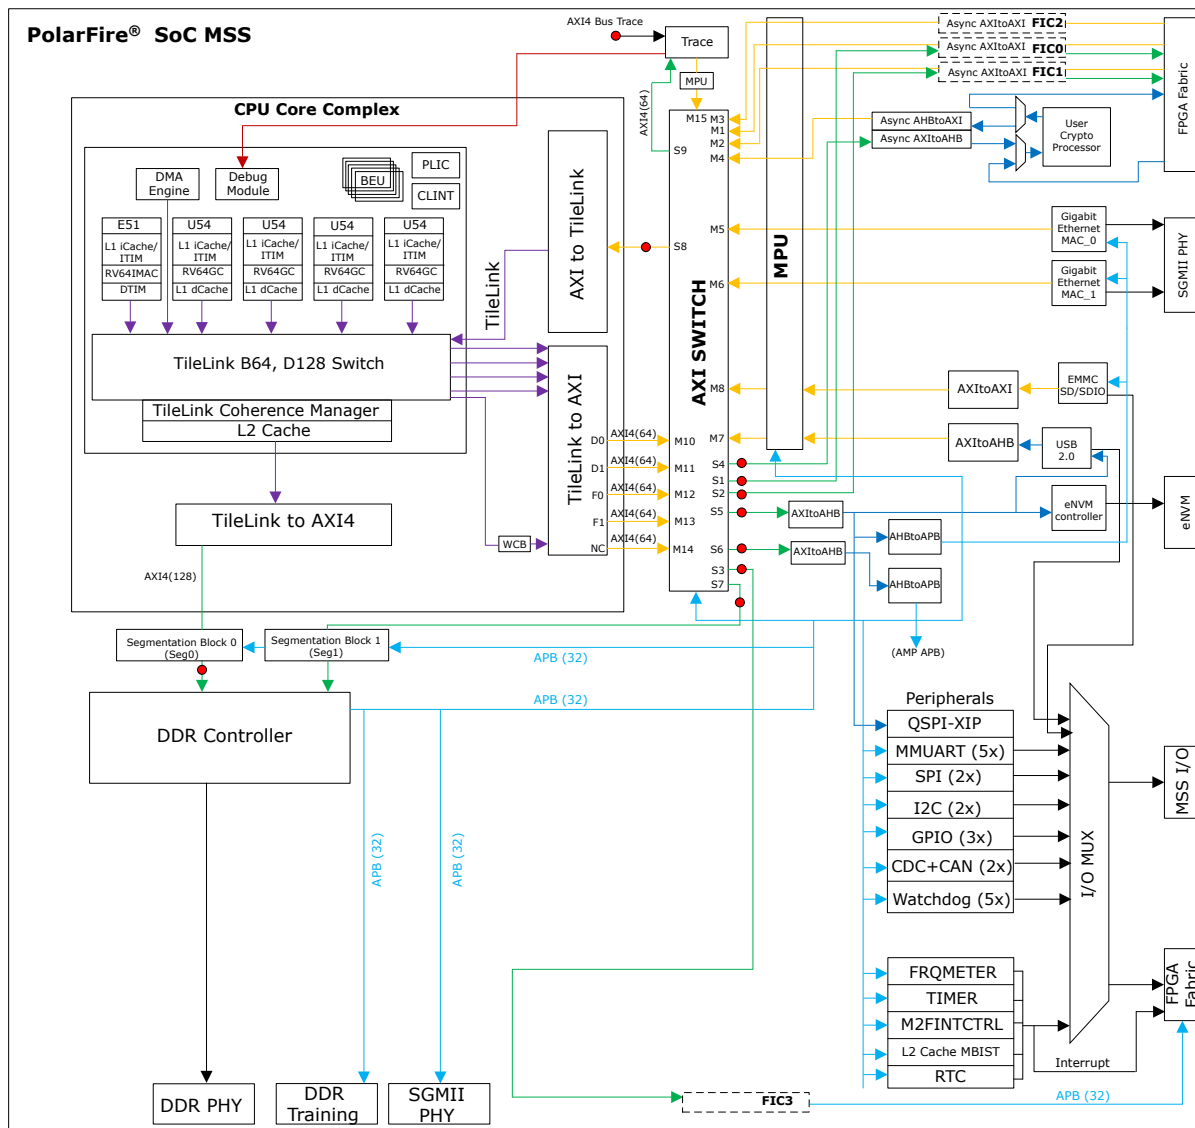 PolarFire® SoC MSS
AXI4 Bus Trace
Trace
MPU
AXI4(64)
M15
M3
M1
M2
M4
S9
Async AXItoAXI FIC2
Async AXItoAXI FIC0
Async AXItoAXI FIC1
Async AHBtoAXI
Async AXItoAHB
User
Crypto
Processor
FPGA Fabric
CPU Core Complex
DMA
Engine
Debug
Module
BEU
PLIC
CLINT
E51
L1 iCache/
ITIM
RV64IMAC
DTIM
U54
L1 iCache/
ITIM
RV64GC
L1 dCache
U54
L1 iCache/
ITIM
RV64GC
L1 dCache
U54
L1 iCache/
ITIM
RV64GC
L1 dCache
U54
L1 iCache/
ITIM
RV64GC
L1 dCache
TileLink
AXI to TileLink
S8
AXI SWITCH
MPU
M5
M6
Gigabit
Ethernet
MAC_0
Gigabit
Ethernet
MAC_1
SGMII PHY
TileLink B64, D128 Switch
TileLink Coherence Manager
L2 Cache
TileLink to AXI
D0
D1
F0
F1
NC
AXI4(64)
AXI4(64)
AXI4(64)
AXI4(64)
AXI4(64)
M10
M11
M12
M13
M14
M8
M7
S4
S1
S2
S5
S6
S3
S7
AXItoAXI
EMMC
SD/SDIO
AXItoAHB
USB
2.0
AXItoAHB
eNVM
controller
eNVM
AXItoAHB
AHBtoAPB
AHBtoAPB
(AMP APB)
TileLink to AXI4
WCB
AXI4(128)
Segmentation Block 0
(Seg0)
Segmentation Block 1
(Seg1)
APB (32)
APB (32)
DDR Controller
APB (32)
APB (32)
DDR PHY
DDR
Training
SGMII
PHY
Peripherals
QSPI-XIP
MMUART (5x)
SPI (2x)
I2C (2x)
GPIO (3x)
CDC+CAN (2x)
Watchdog (5x)
I/O MUX
MSS I/O
FRQMETER
TIMER
M2FINTCTRL
L2 Cache MBIST
RTC
Interrupt
FPGA
Fabric
FIC3
APB (32)